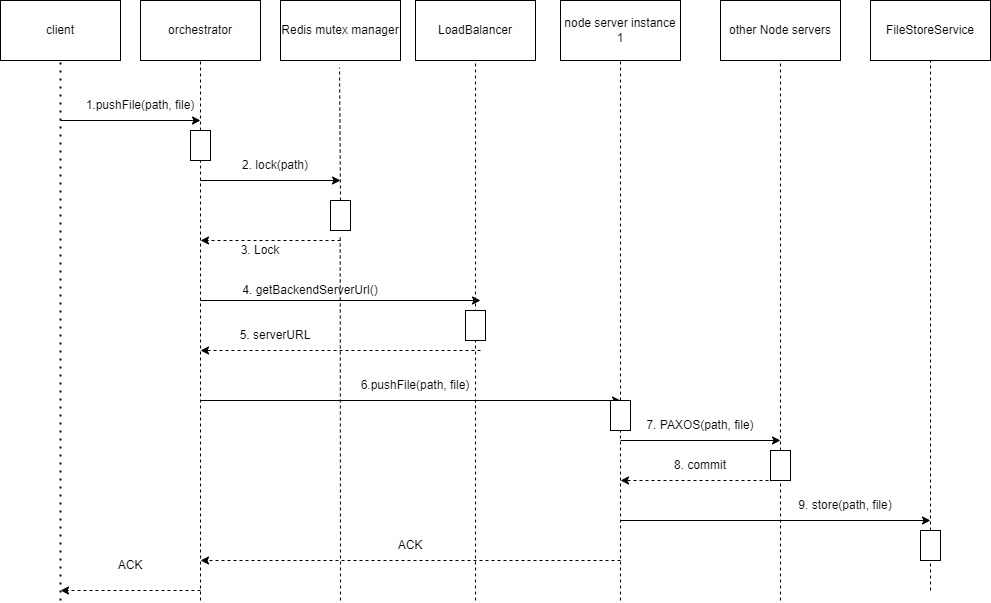 client
orchestrator
Redis mutex manager
LoadBalancer
node server instance
1
other Node servers
FileStoreService
1.pushFile(path, file)
2. lock(path)
3. Lock
4. getBackendServerUrl()
5. serverURL
6.pushFile(path, file)
7. PAXOS(path, file)
8. commit
9. store(path, file)
ACK
ACK